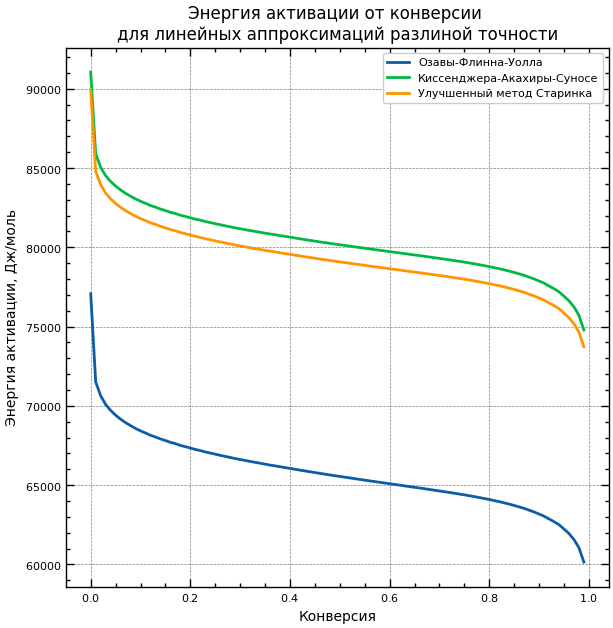 Энергия активации от конверсии
для линейных аппроксимаций разлиной точности
Озавы-Флинна-Уолла
Киссенджера-Акахиры-Суносе
Улучшенный метод Старинка
Энергия активации, Дж/моль
90000
85000
80000
75000
70000
65000
60000
0.0 0.2 0.4 0.6 0.8 1.0
Конверсия